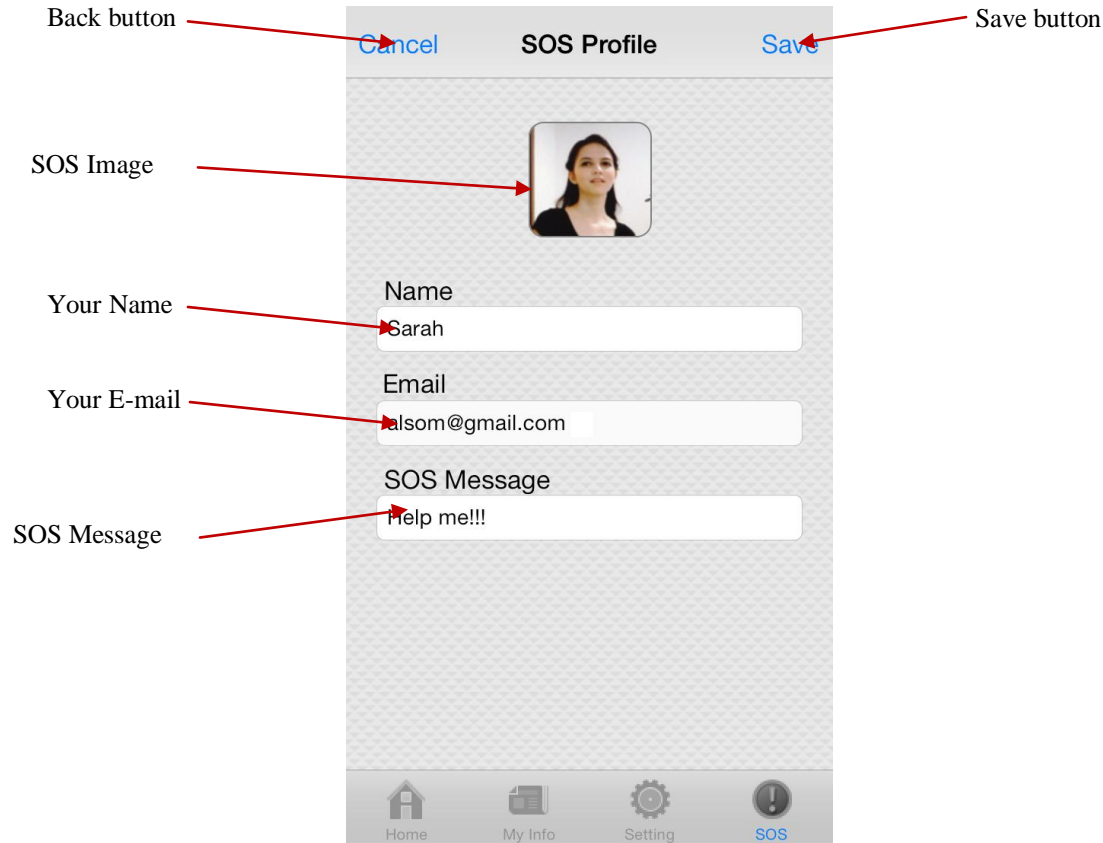 Back button
Save button
Cancel SOS Profile Save
SOS Image
Your Name
Name
Sarah
Your E-mail
Email
alsom@gmail.com
SOS Message
SOS Message
Help me!!!
Home My Info Setting SOS